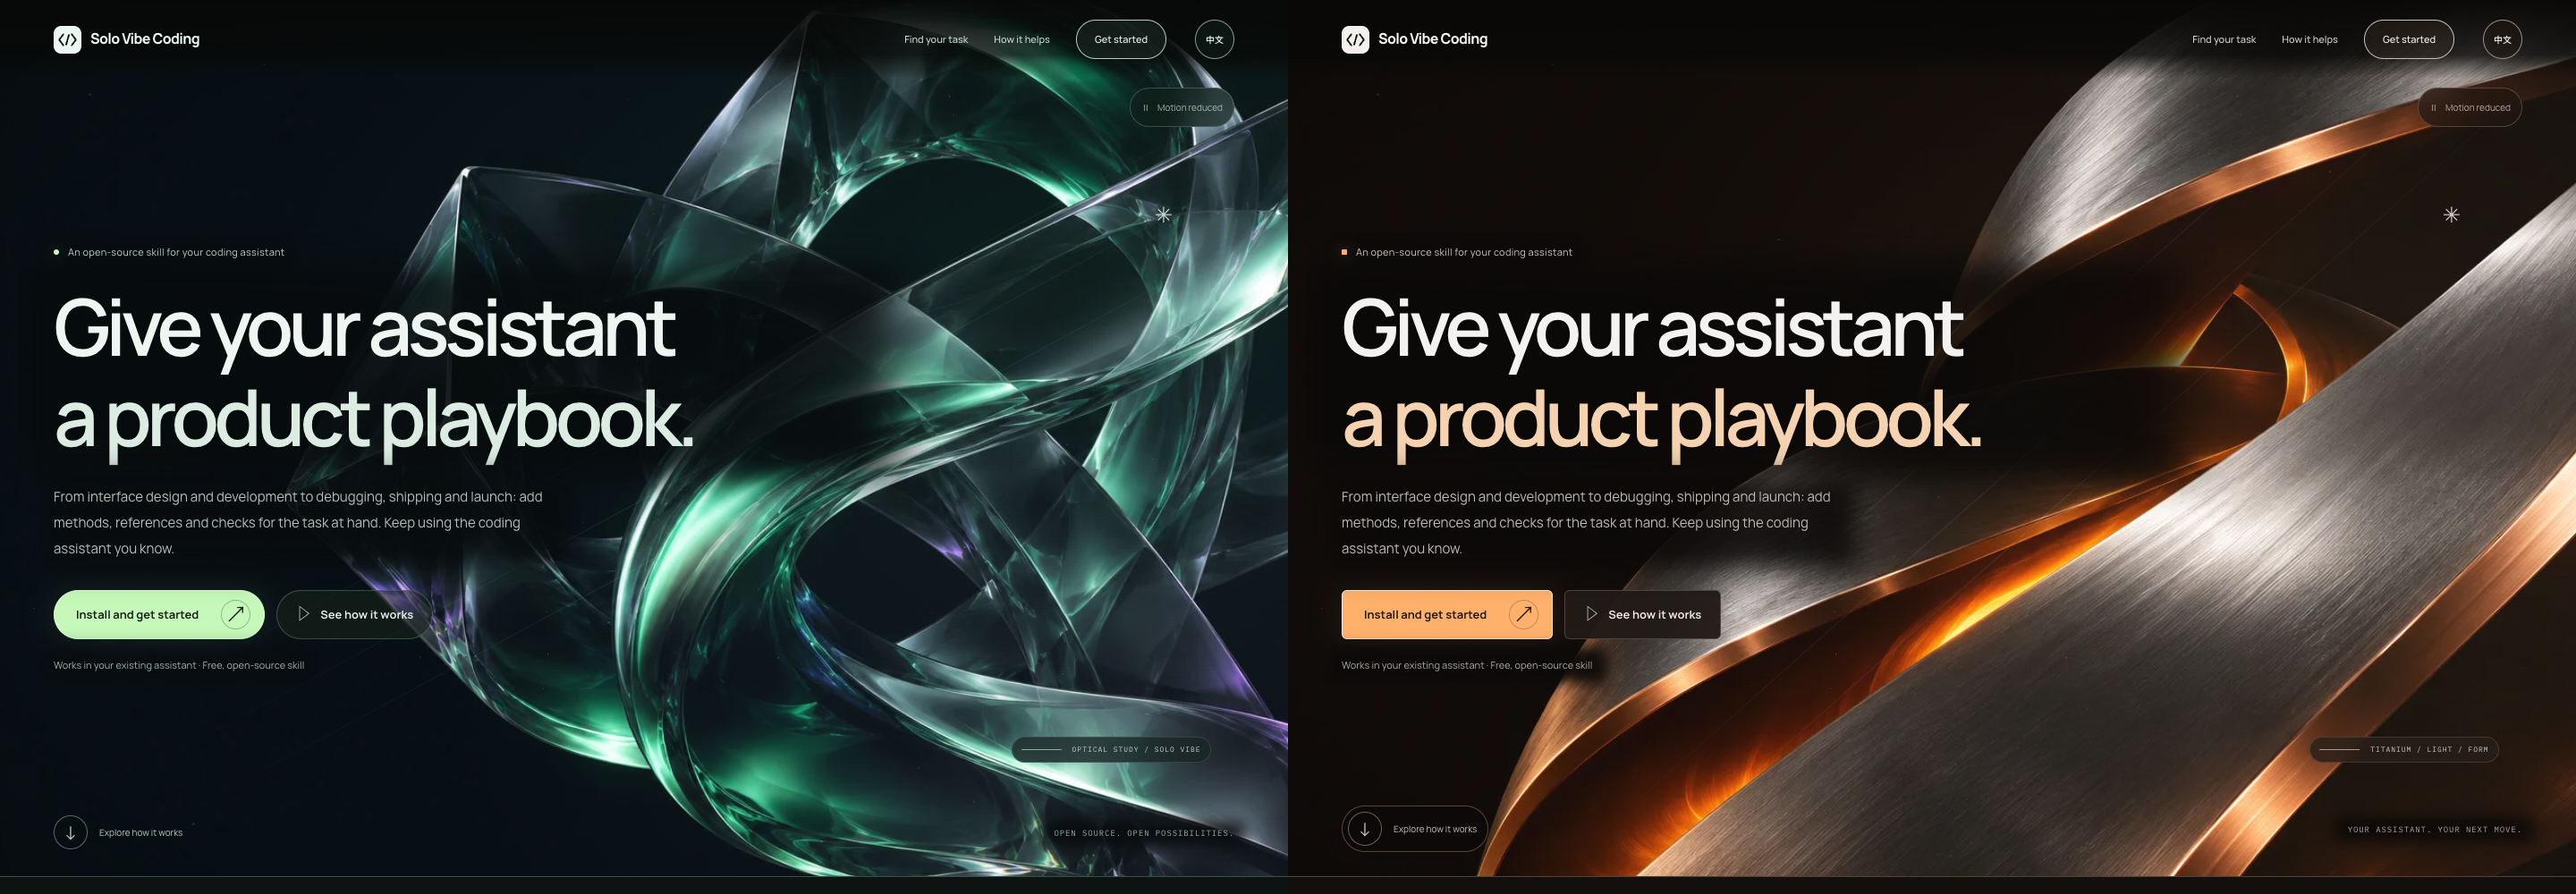 Solo Vibe Coding
Find your task
How it helps
Get started
中文
Motion reduced
An open-source skill for your coding assistant
Give your assistant
a product playbook.
From interface design and development to debugging, shipping and launch: add
methods, references and checks for the task at hand. Keep using the coding
assistant you know.
Install and get started
See how it works
Works in your existing assistant · Free, open-source skill
OPTICAL STUDY / SOLO VIBE
Explore how it works
OPEN SOURCE. OPEN POSSIBILITIES.
Solo Vibe Coding
Find your task
How it helps
Get started
中文
Motion reduced
An open-source skill for your coding assistant
Give your assistant
a product playbook.
From interface design and development to debugging, shipping and launch: add
methods, references and checks for the task at hand. Keep using the coding
assistant you know.
Install and get started
See how it works
Works in your existing assistant · Free, open-source skill
TITANIUM / LIGHT / FORM
Explore how it works
YOUR ASSISTANT. YOUR NEXT MOVE.